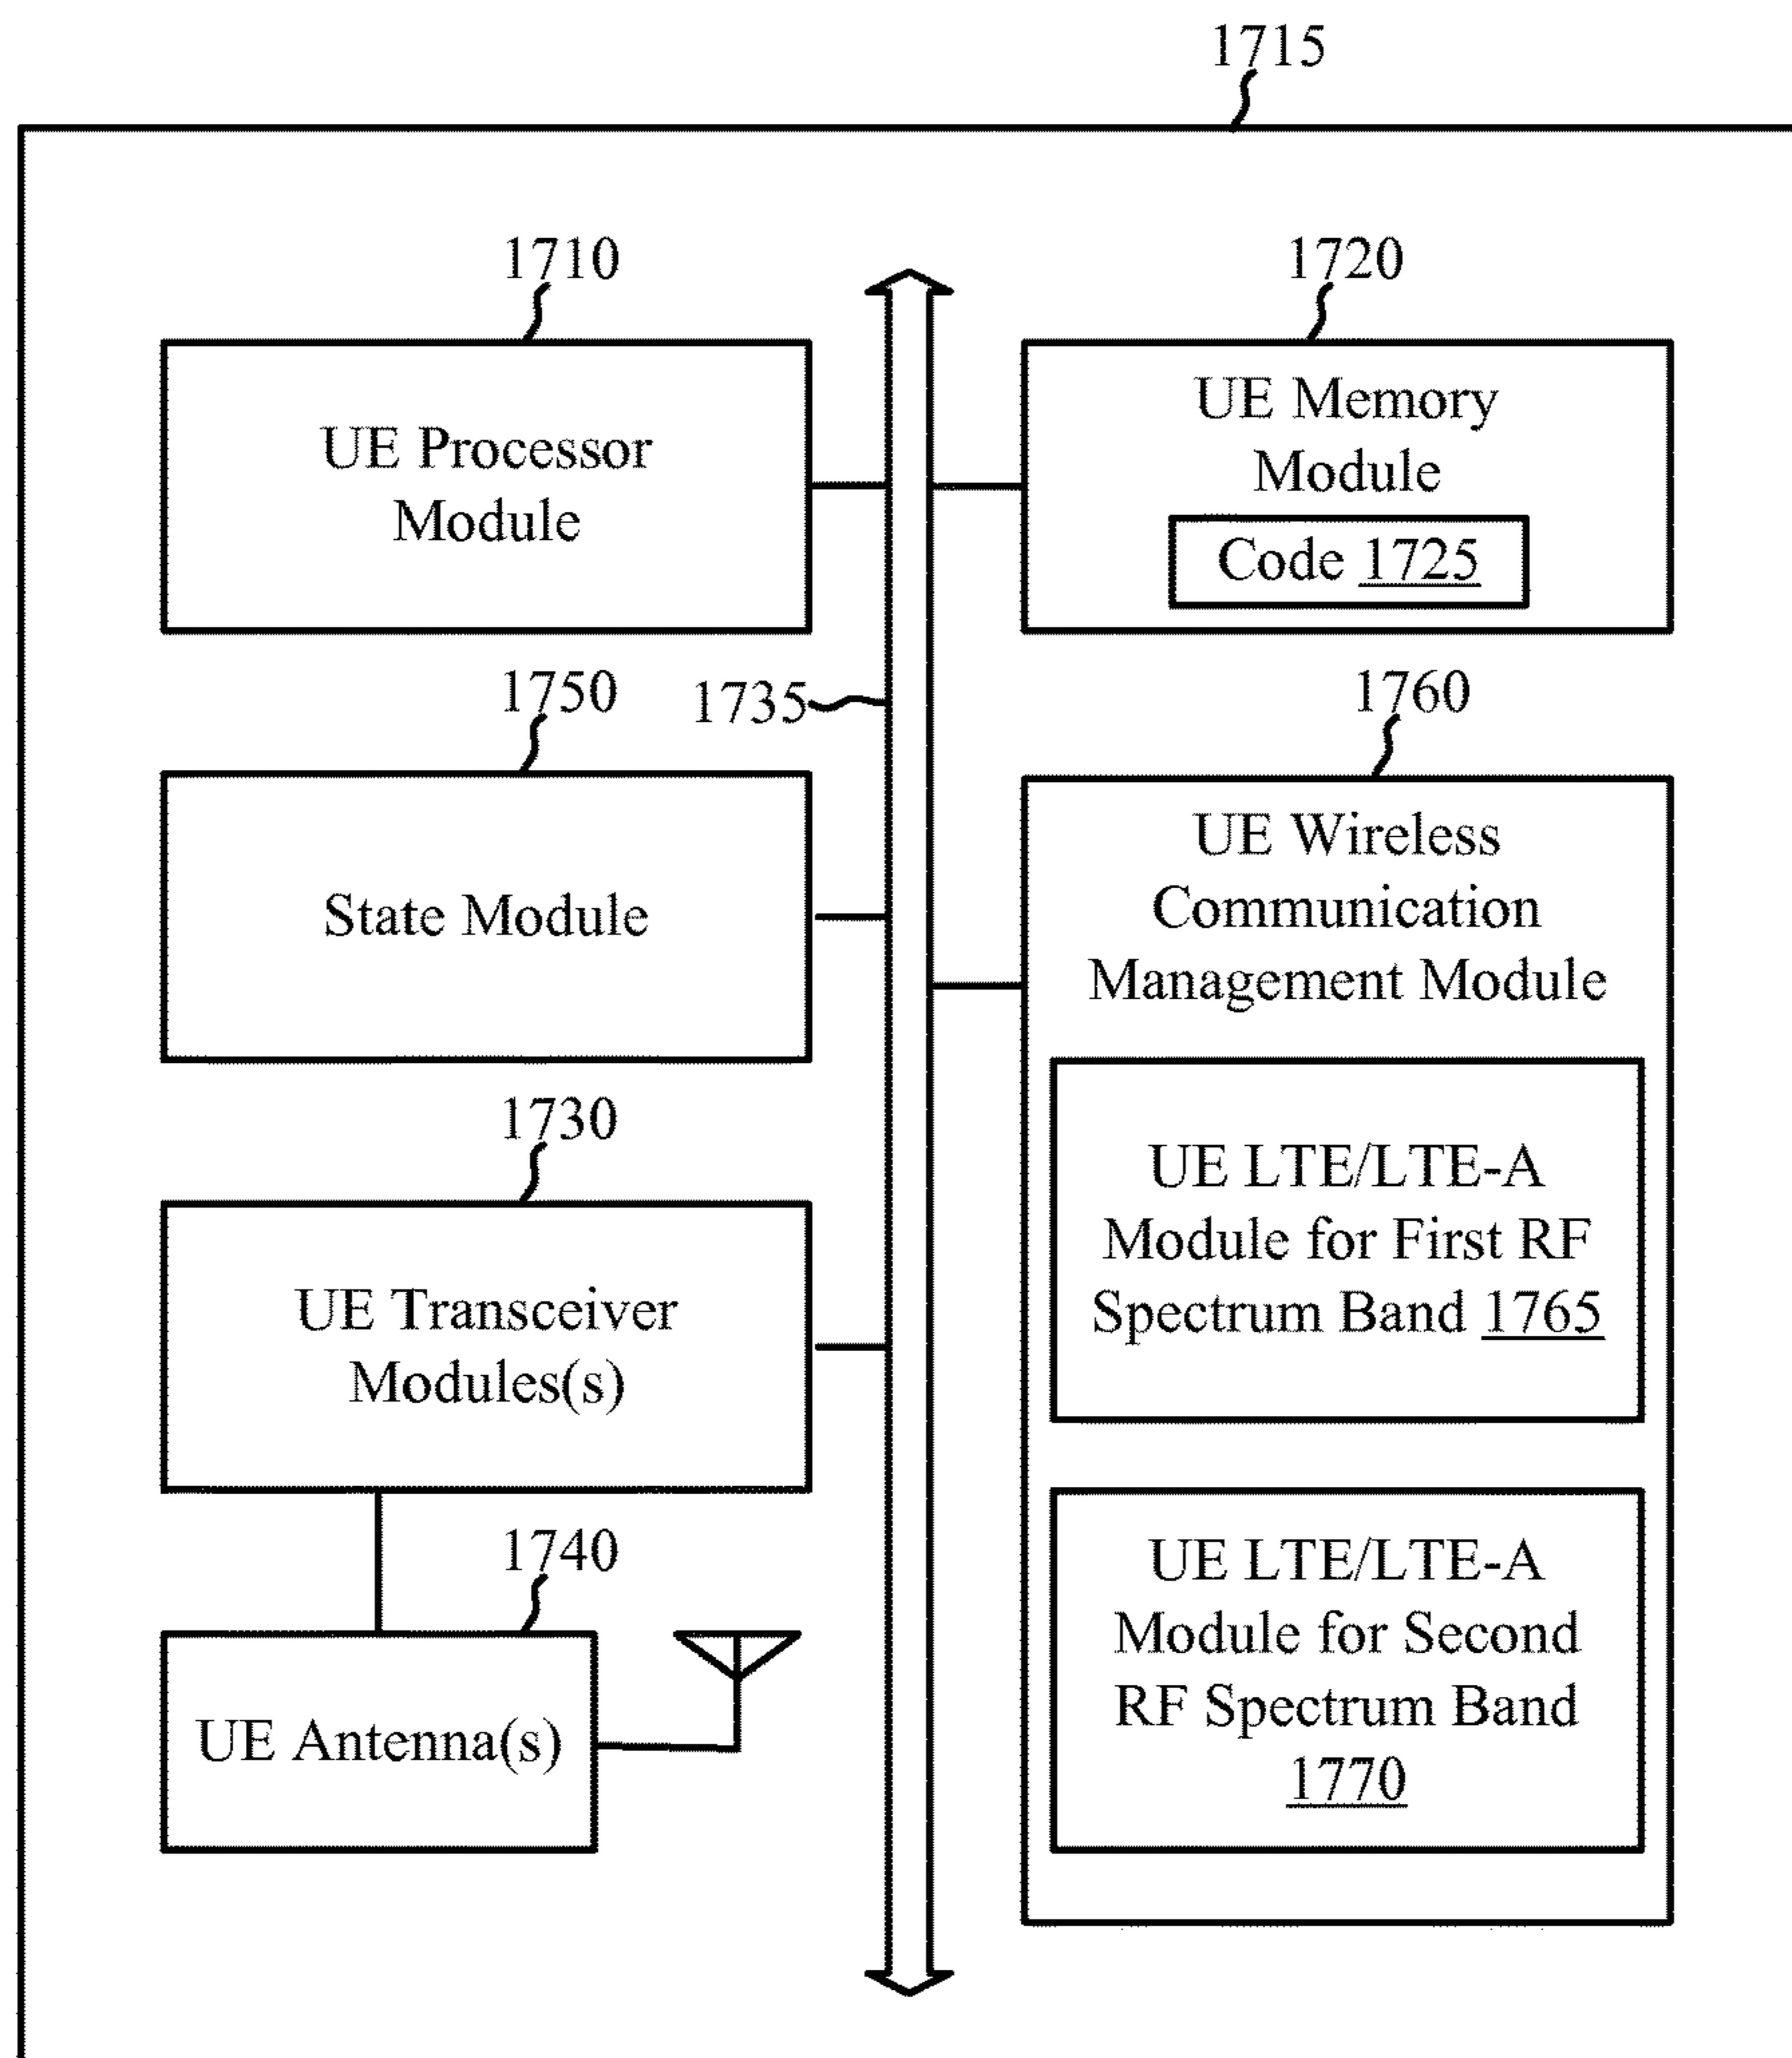 1715
1710
UE Processor
Module
1720
UE Memory
Module
Code 1725
1750
State Module
1735
1760
UE Wireless
Communication
Management Module
UE LTE/LTE-A
Module for First RF
Spectrum Band 1765
UE LTE/LTE-A
Module for Second
RF Spectrum Band
1770
1730
UE Transceiver
Modules(s)
1740
UE Antenna(s)